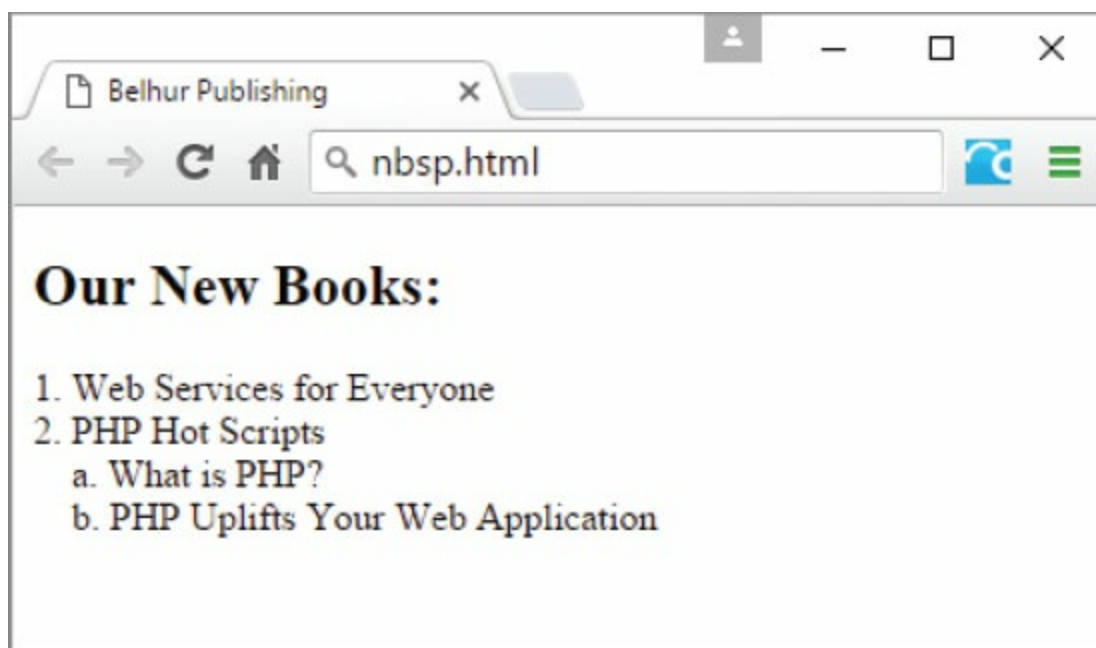 Belhur Publishing
nbsp.html
Our New Books:
1. Web Services for Everyone
2. PHP Hot Scripts
a. What is PHP?
b. PHP Uplifts Your Web Application